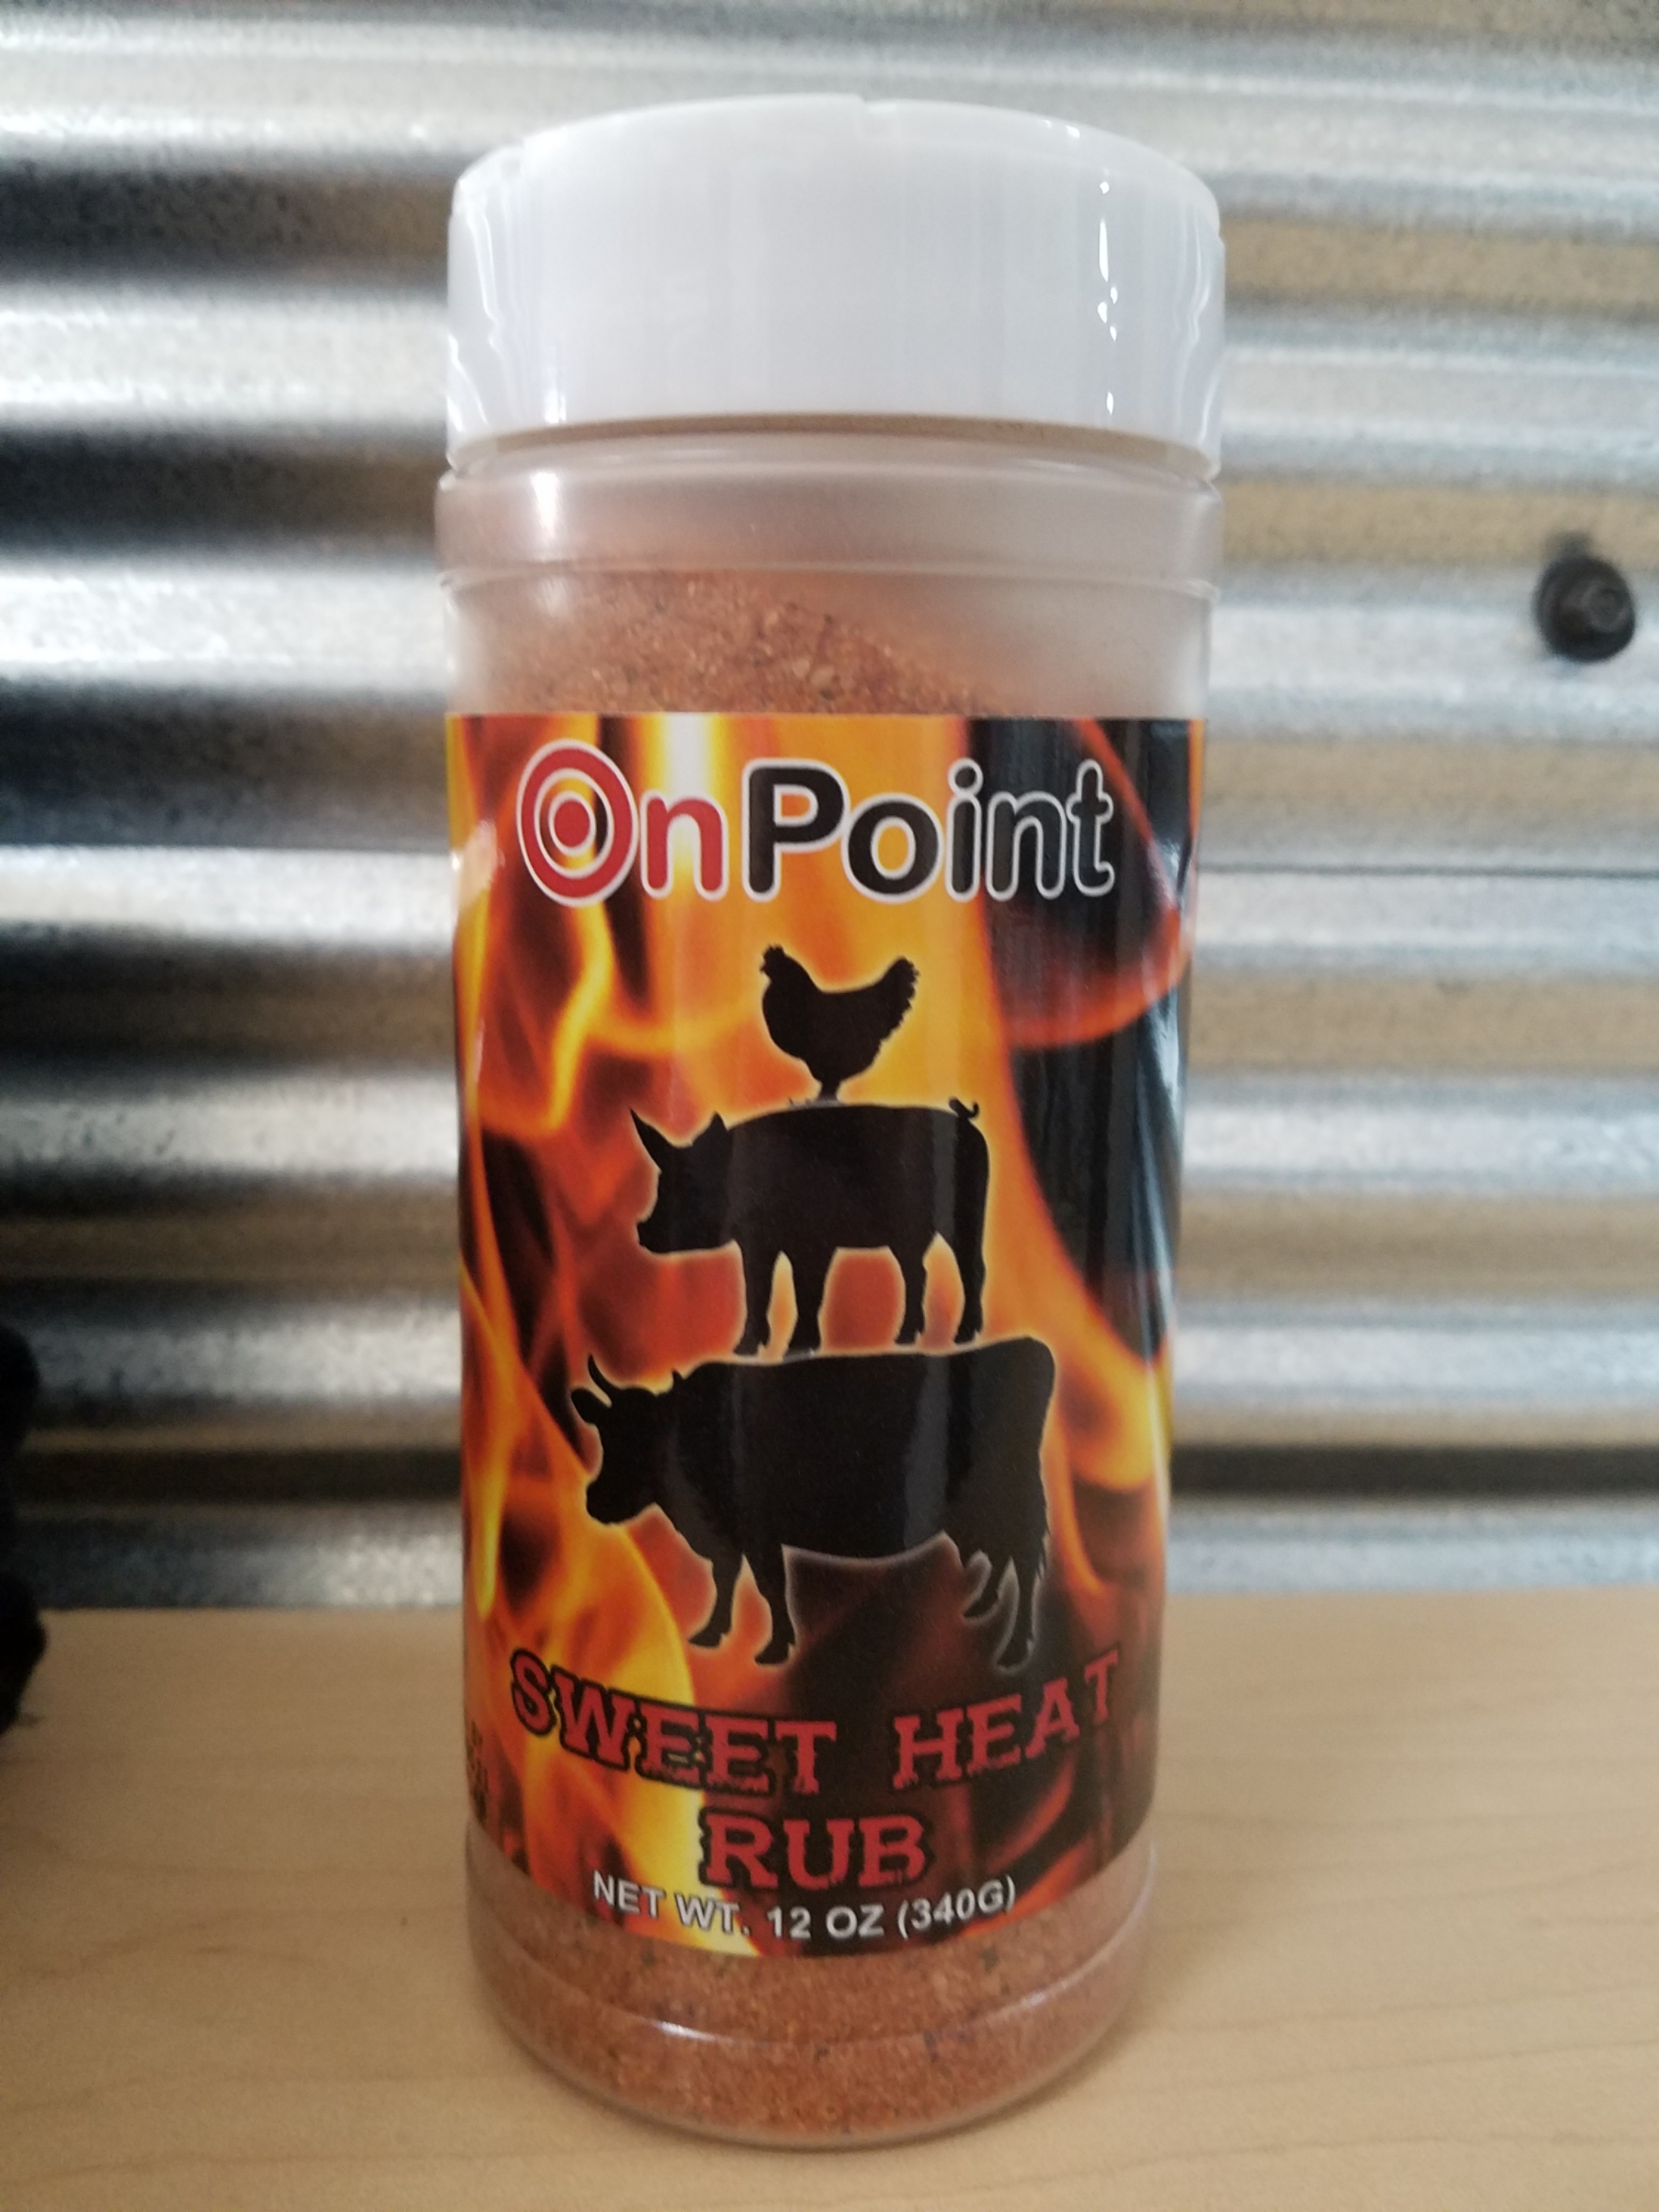 OnPoint
SWEET HEAT
RUB
NET WT. 12 OZ (340G)